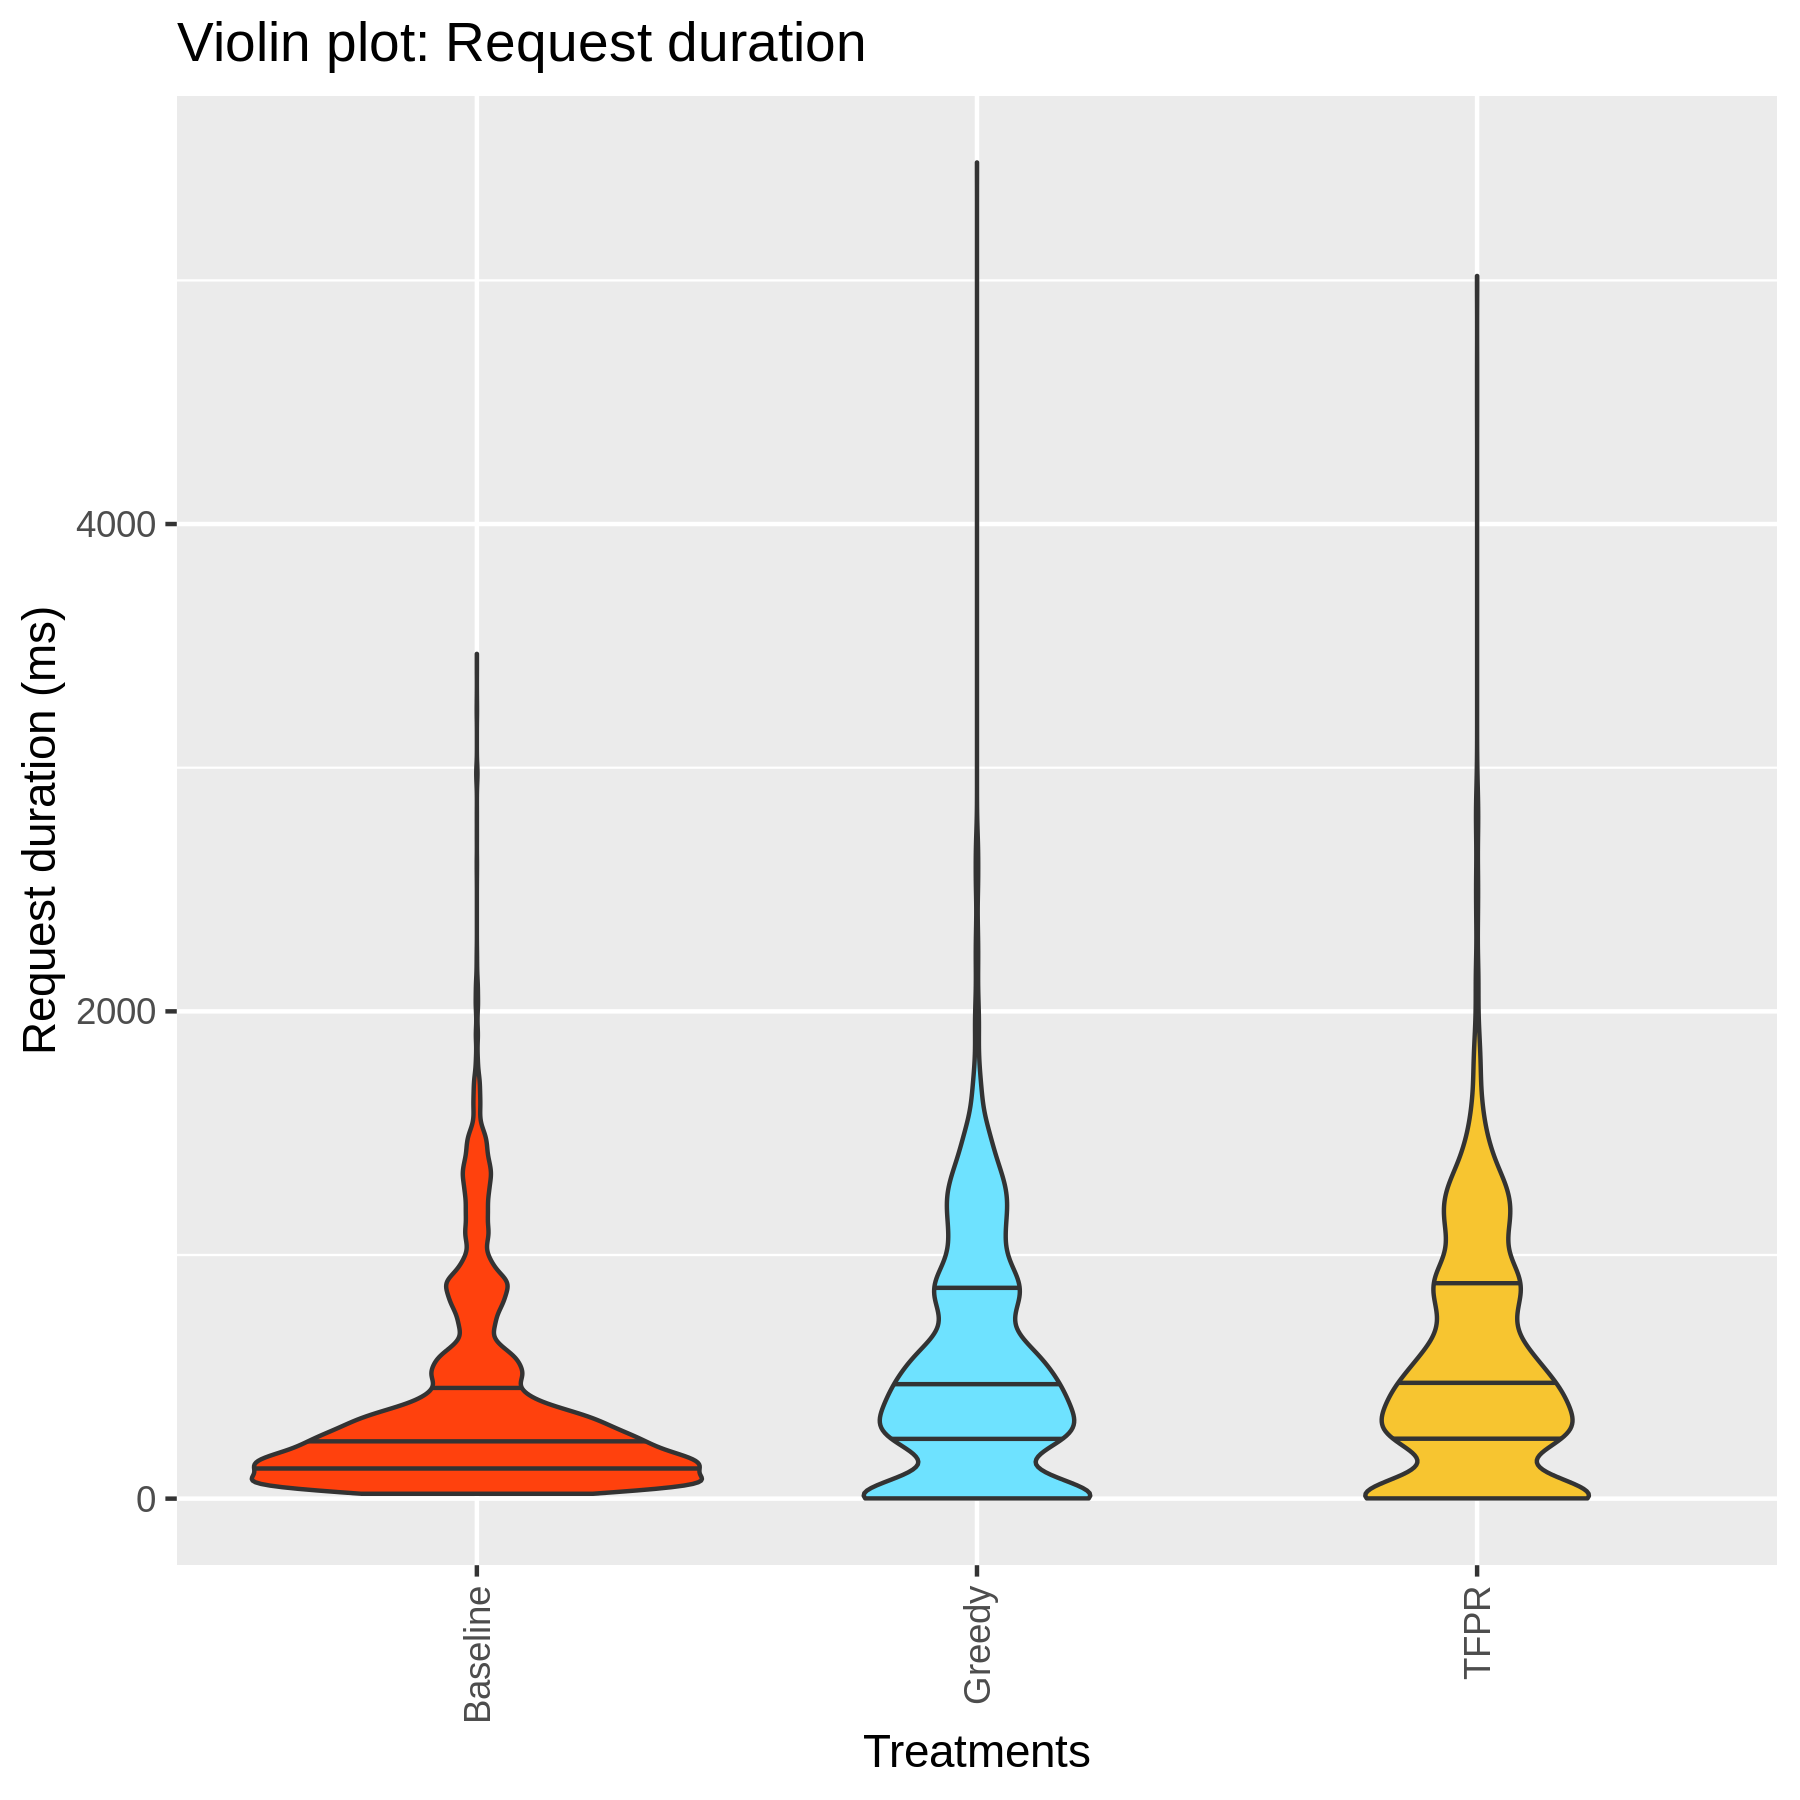 Violin plot: Request duration
Request duration (ms)
4000
2000
0
Baseline
Greedy
TFPR
Treatments